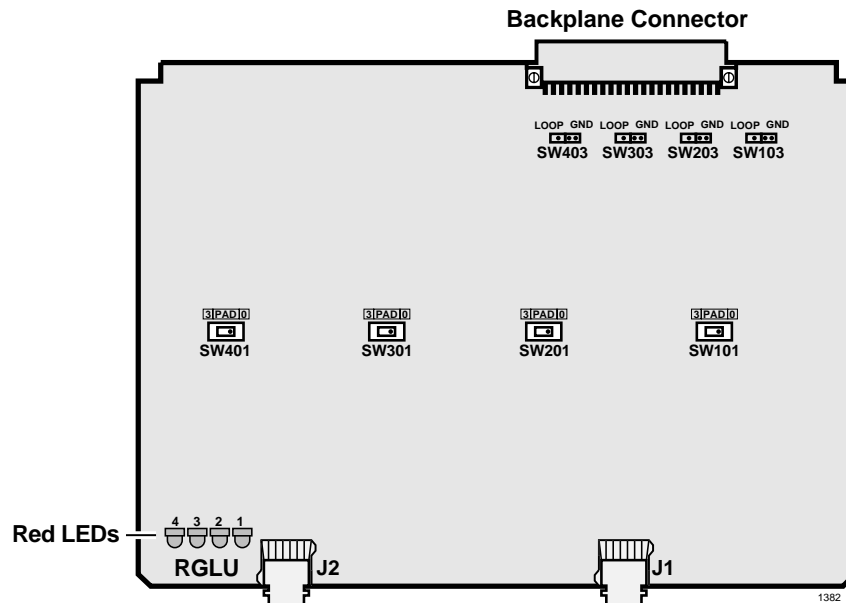 Backplane Connector
LOOP GND LOOP GND LOOP GND LOOP GND
SW403 SW303 SW203 SW103
3 PAD 0 3 PAD 0 3 PAD 0 3 PAD 0
SW401 SW301 SW201 SW101
4 3 2 1
Red LEDs
RGLU J2 J1
1382